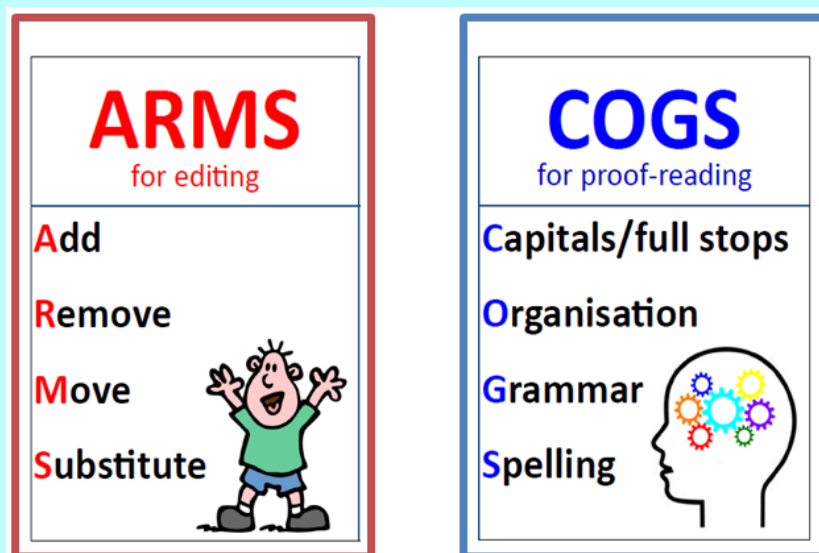 ARMS
for editing
Add
Remove
Move
Substitute
COGS
for proof-reading
Capitals/full stops
Organisation
Grammar
Spelling